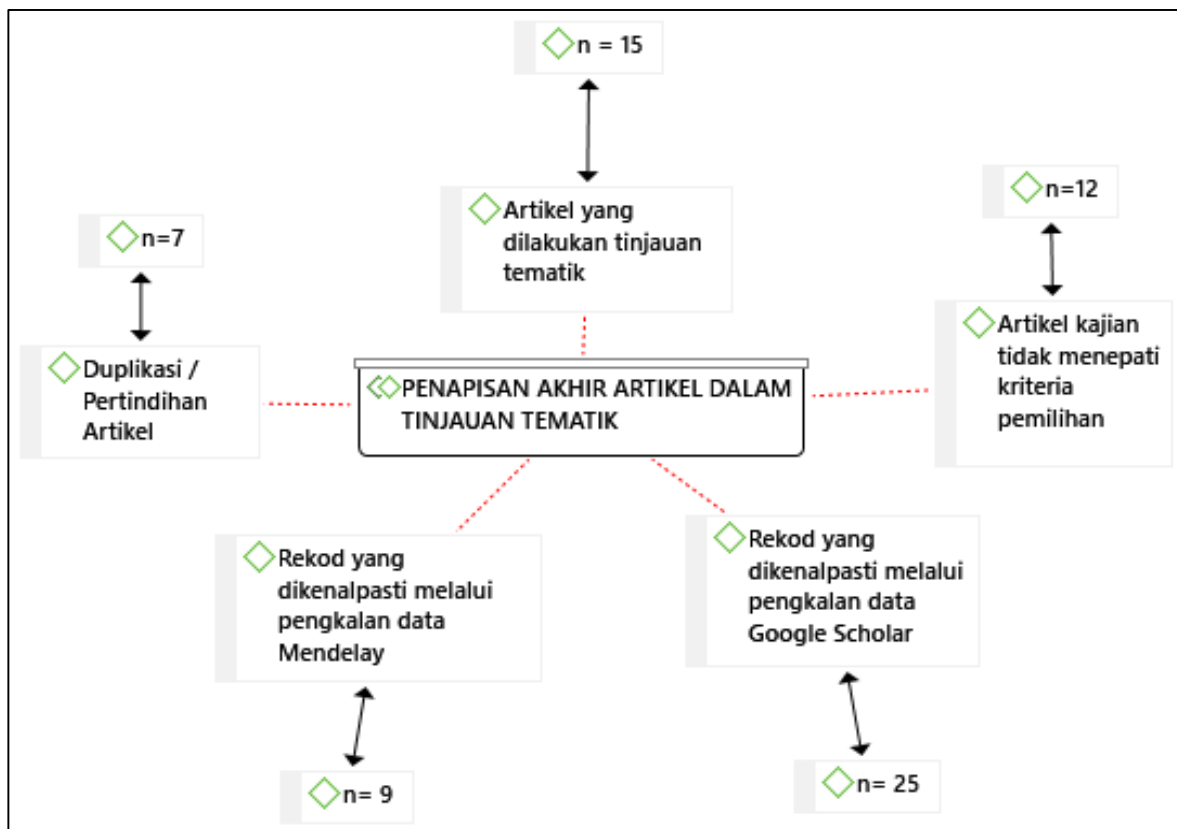 n = 15
Artikel yang
dilakukan tinjauan
tematik
n=12
Artikel kajian
tidak menepati
kriteria
pemilihan
n=7
Duplikasi /
Pertindihan
Artikel
PENAPISAN AKHIR ARTIKEL DALAM
TINJAUAN TEMATIK
Rekod yang
dikenalpasti melalui
pengkalan data
Mendelay
n= 9
Rekod yang
dikenalpasti melalui
pengkalan data
Google Scholar
n= 25